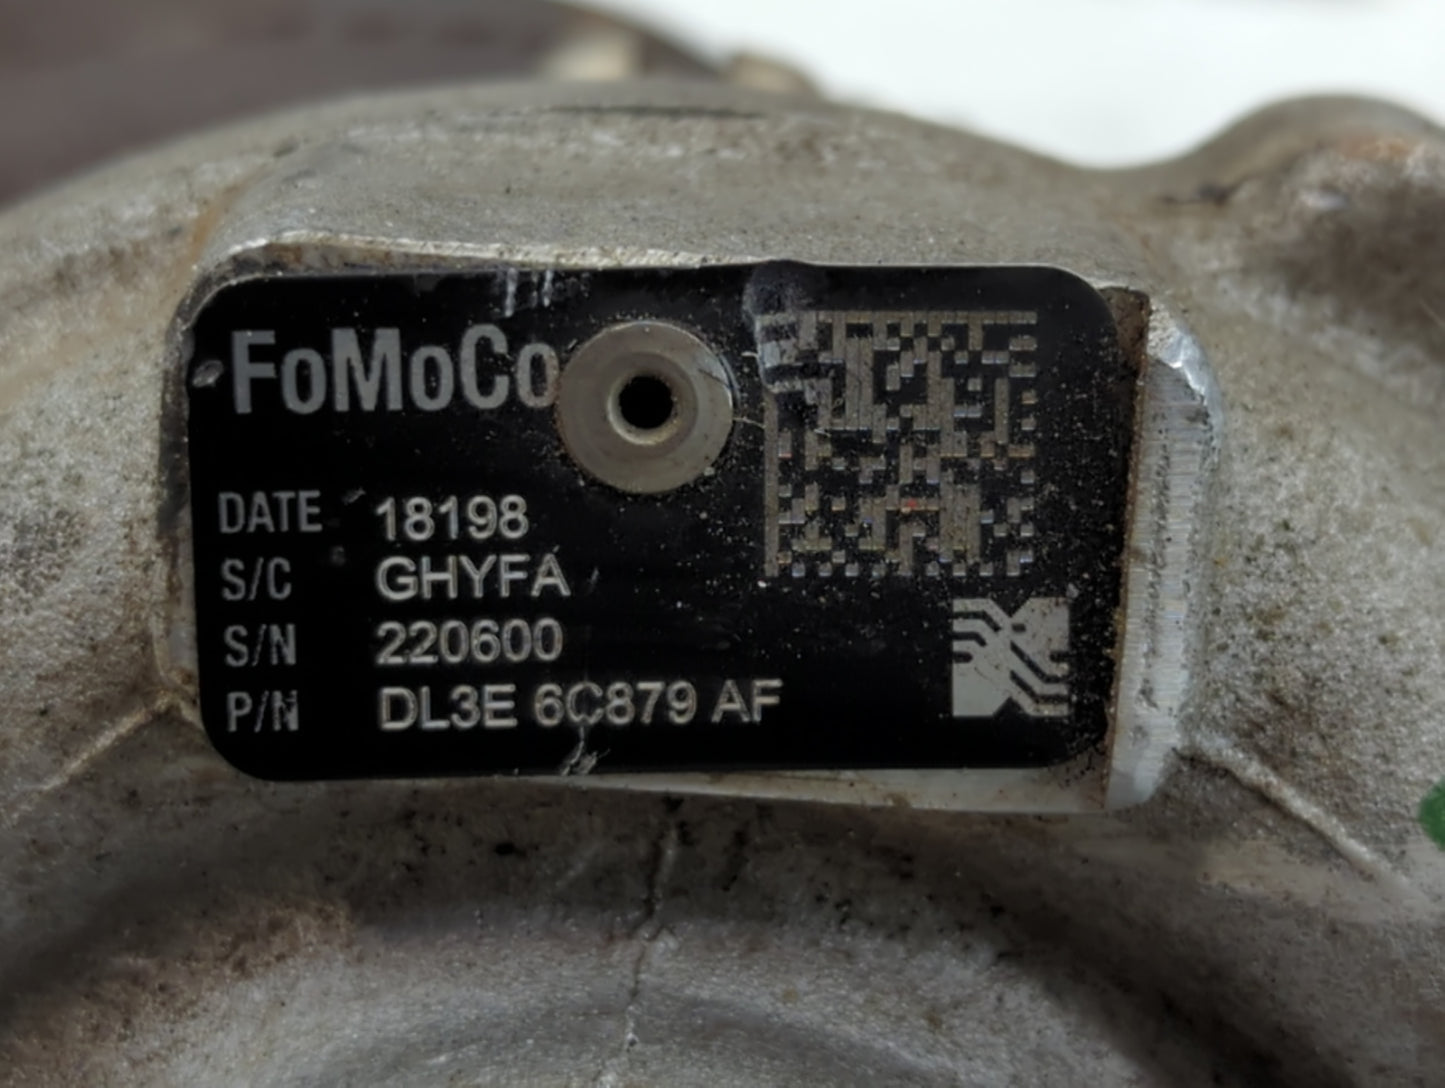 FoMoCo
DATE 18198
S/C GHYFA
S/N 220600
P/N DL3E 6C879 AF